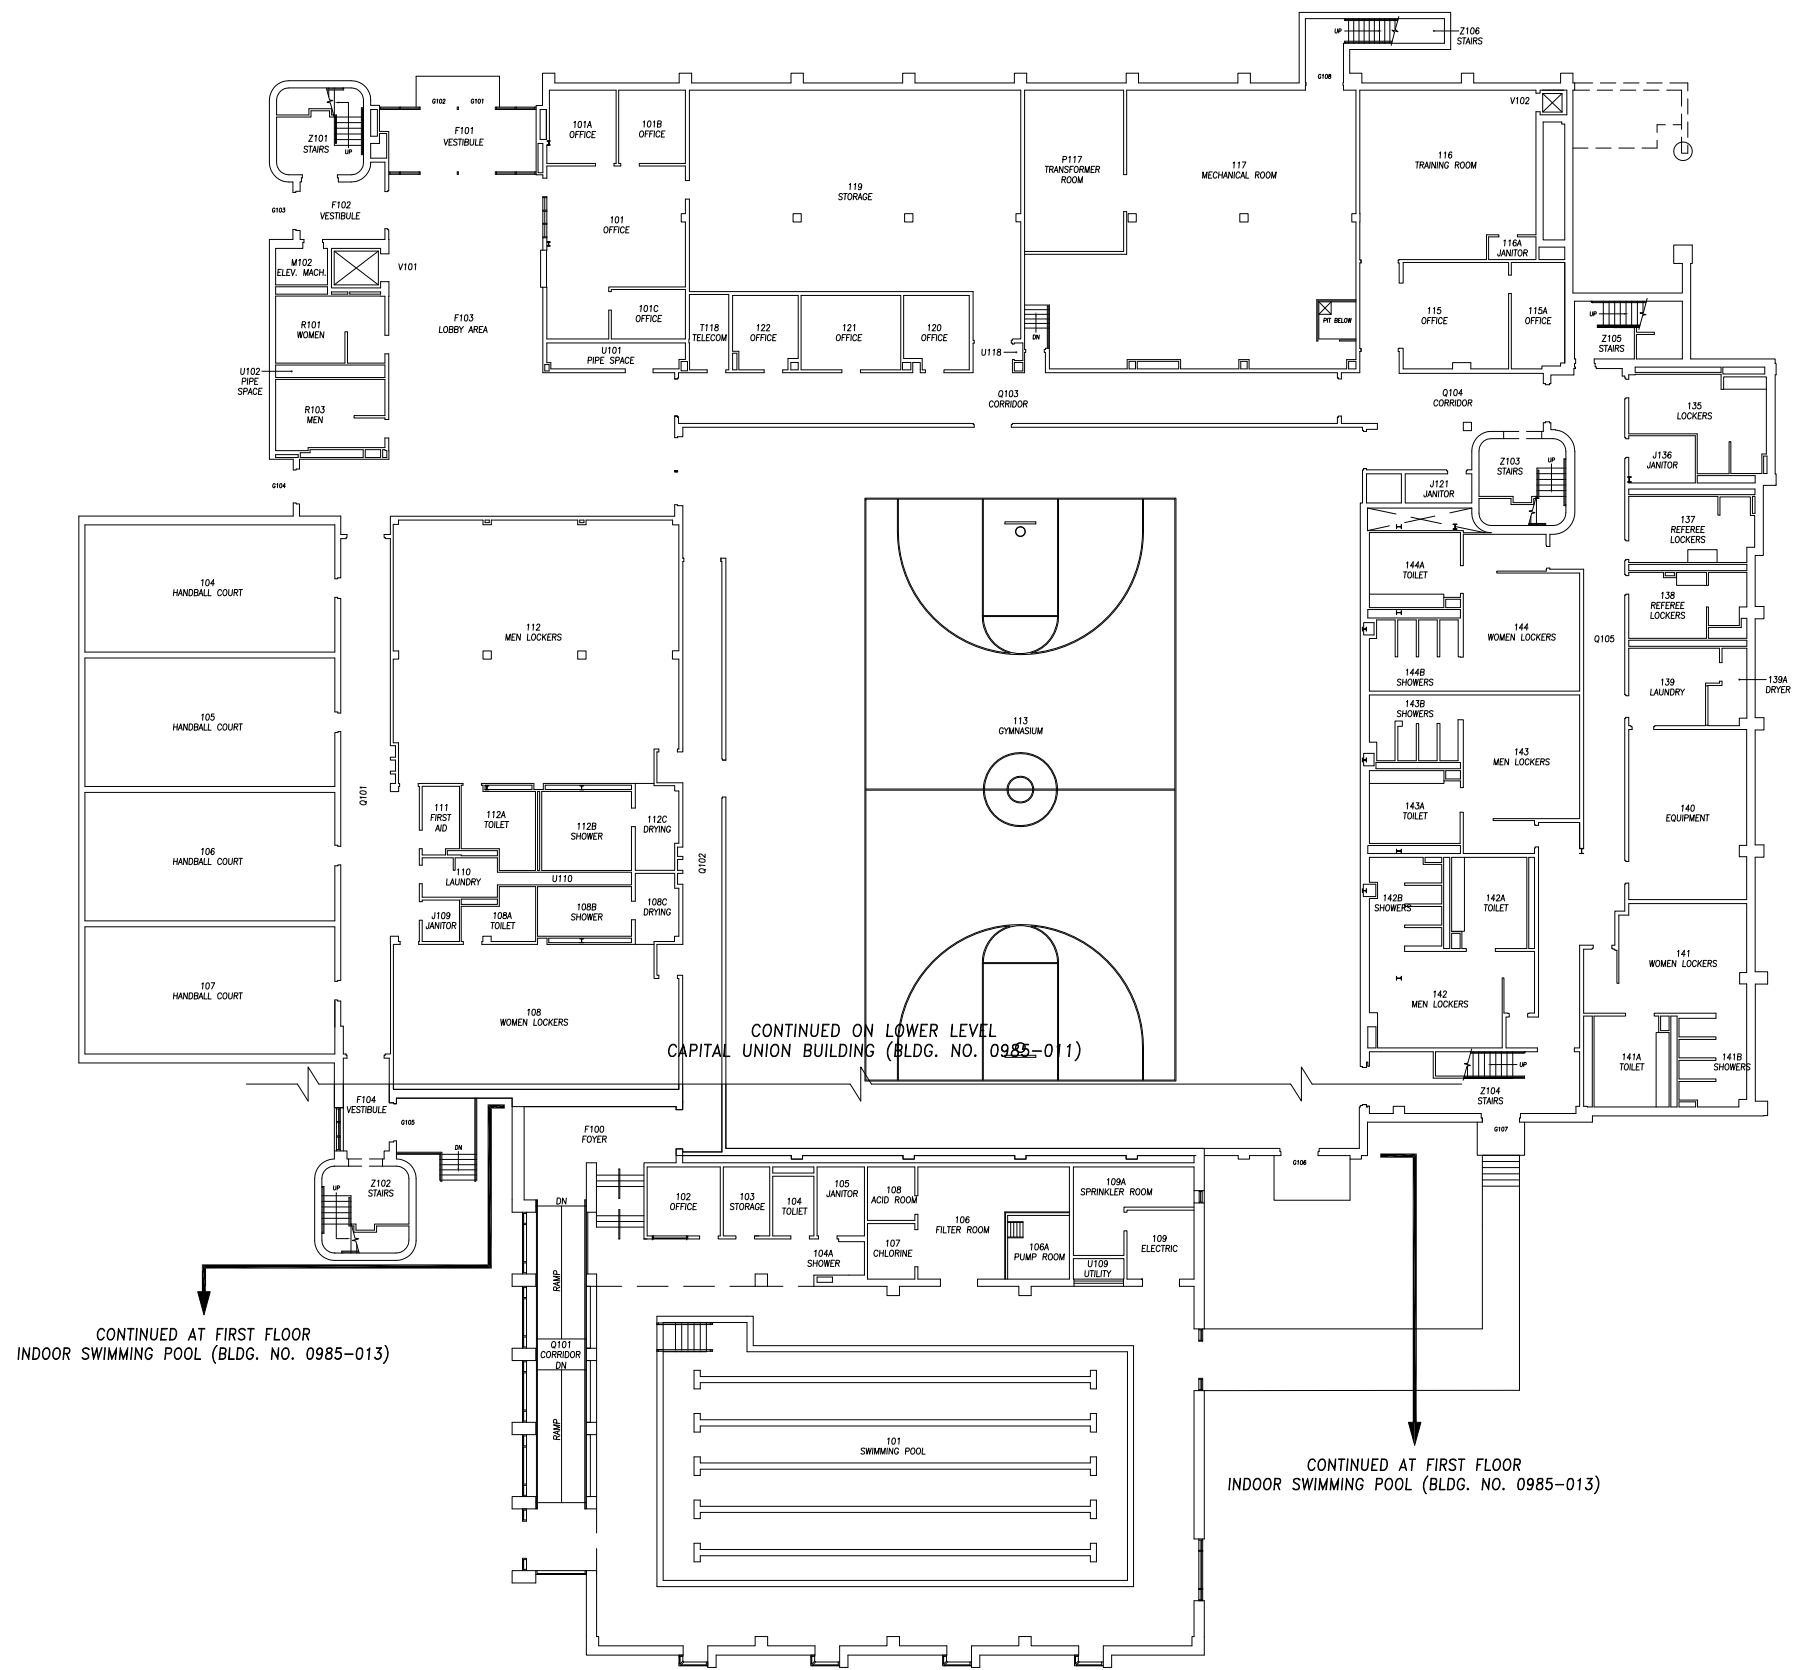 UP
Z106
STAIRS
G108
G102
G101
V102
Z101
STAIRS
UP
F101
VESTIBULE
101A
OFFICE
101B
OFFICE
P117
TRANSFORMER
ROOM
117
MECHANICAL ROOM
116
TRAINING ROOM
119
STORAGE
G103
F102
VESTIBULE
101
OFFICE
116A
JANITOR
M102
ELEV. MACH.
V101
F103
LOBBY AREA
101C
OFFICE
R101
WOMEN
T118
TELECOM
122
OFFICE
121
OFFICE
120
OFFICE
DN
PIT BELOW
115
OFFICE
115A
OFFICE
UP
Z105
STAIRS
U101
PIPE SPACE
U118
U102
PIPE
SPACE
R103
MEN
Q103
CORRIDOR
Q104
CORRIDOR
135
LOCKERS
G104
Z103
STAIRS
UP
J136
JANITOR
J121
JANITOR
137
REFEREE
LOCKERS
104
HANDBALL COURT
144A
TOILET
138
REFEREE
LOCKERS
112
MEN LOCKERS
144
WOMEN LOCKERS
Q105
144B
SHOWERS
139
LAUNDRY
139A
DRYER
105
HANDBALL COURT
113
GYMNASIUM
143B
SHOWERS
143
MEN LOCKERS
Q101
111
FIRST
AID
112A
TOILET
112B
SHOWER
112C
DRYING
143A
TOILET
140
EQUIPMENT
106
HANDBALL COURT
Q102
110
LAUNDRY
U110
J109
JANITOR
108A
TOILET
108B
SHOWER
108C
DRYING
142B
SHOWERS
142A
TOILET
107
HANDBALL COURT
141
WOMEN LOCKERS
108
WOMEN LOCKERS
142
MEN LOCKERS
CONTINUED ON LOWER LEVEL
CAPITAL UNION BUILDING (BLDG. NO. 0985-011)
141A
TOILET
141B
SHOWERS
UP
Z104
STAIRS
F104
VESTIBULE
G105
F100
FOYER
G107
DN
G106
Z102
STAIRS
UP
DN
102
OFFICE
103
STORAGE
104
TOLIET
105
JANITOR
108
ACID ROOM
109A
SPRINKLER ROOM
106
FILTER ROOM
104A
SHOWER
107
CHLORINE
106A
PUMP ROOM
109
ELECTRIC
U109
UTILITY
RAMP
CONTINUED AT FIRST FLOOR
INDOOR SWIMMING POOL (BLDG. NO. 0985-013)
Q101
CORRIDOR
DN
RAMP
101
SWIMMING POOL
CONTINUED AT FIRST FLOOR
INDOOR SWIMMING POOL (BLDG. NO. 0985-013)